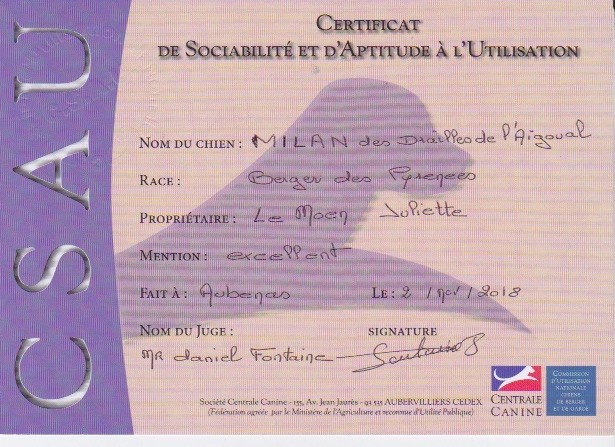 CSAU
CERTIFICAT
DE SOCIABILITÉ ET D'APTITUDE À L'UTILISATION
NOM DU CHIEN : MILAN des Drailles de l'Aigoual
RACE : Berger des Pyrenees
PROPRIÉTAIRE : Le Moen Juliette
MENTION : excellent
FAIT À : Aubenas LE : 2 / nov / 2018
NOM DU JUGE : SIGNATURE
MR daniel Fontaine
Société Centrale Canine - 155, Av. Jean Jaurès - 93 535 AUBERVILLIERS CEDEX
(Fédération agréée par le Ministère de l'Agriculture et reconnue d'Utilité Publique)
CENTRALE
CANINE
COMMISSION
D'UTILISATION
NATIONALE
CHIENS
DE BERGER
ET DE GARDE